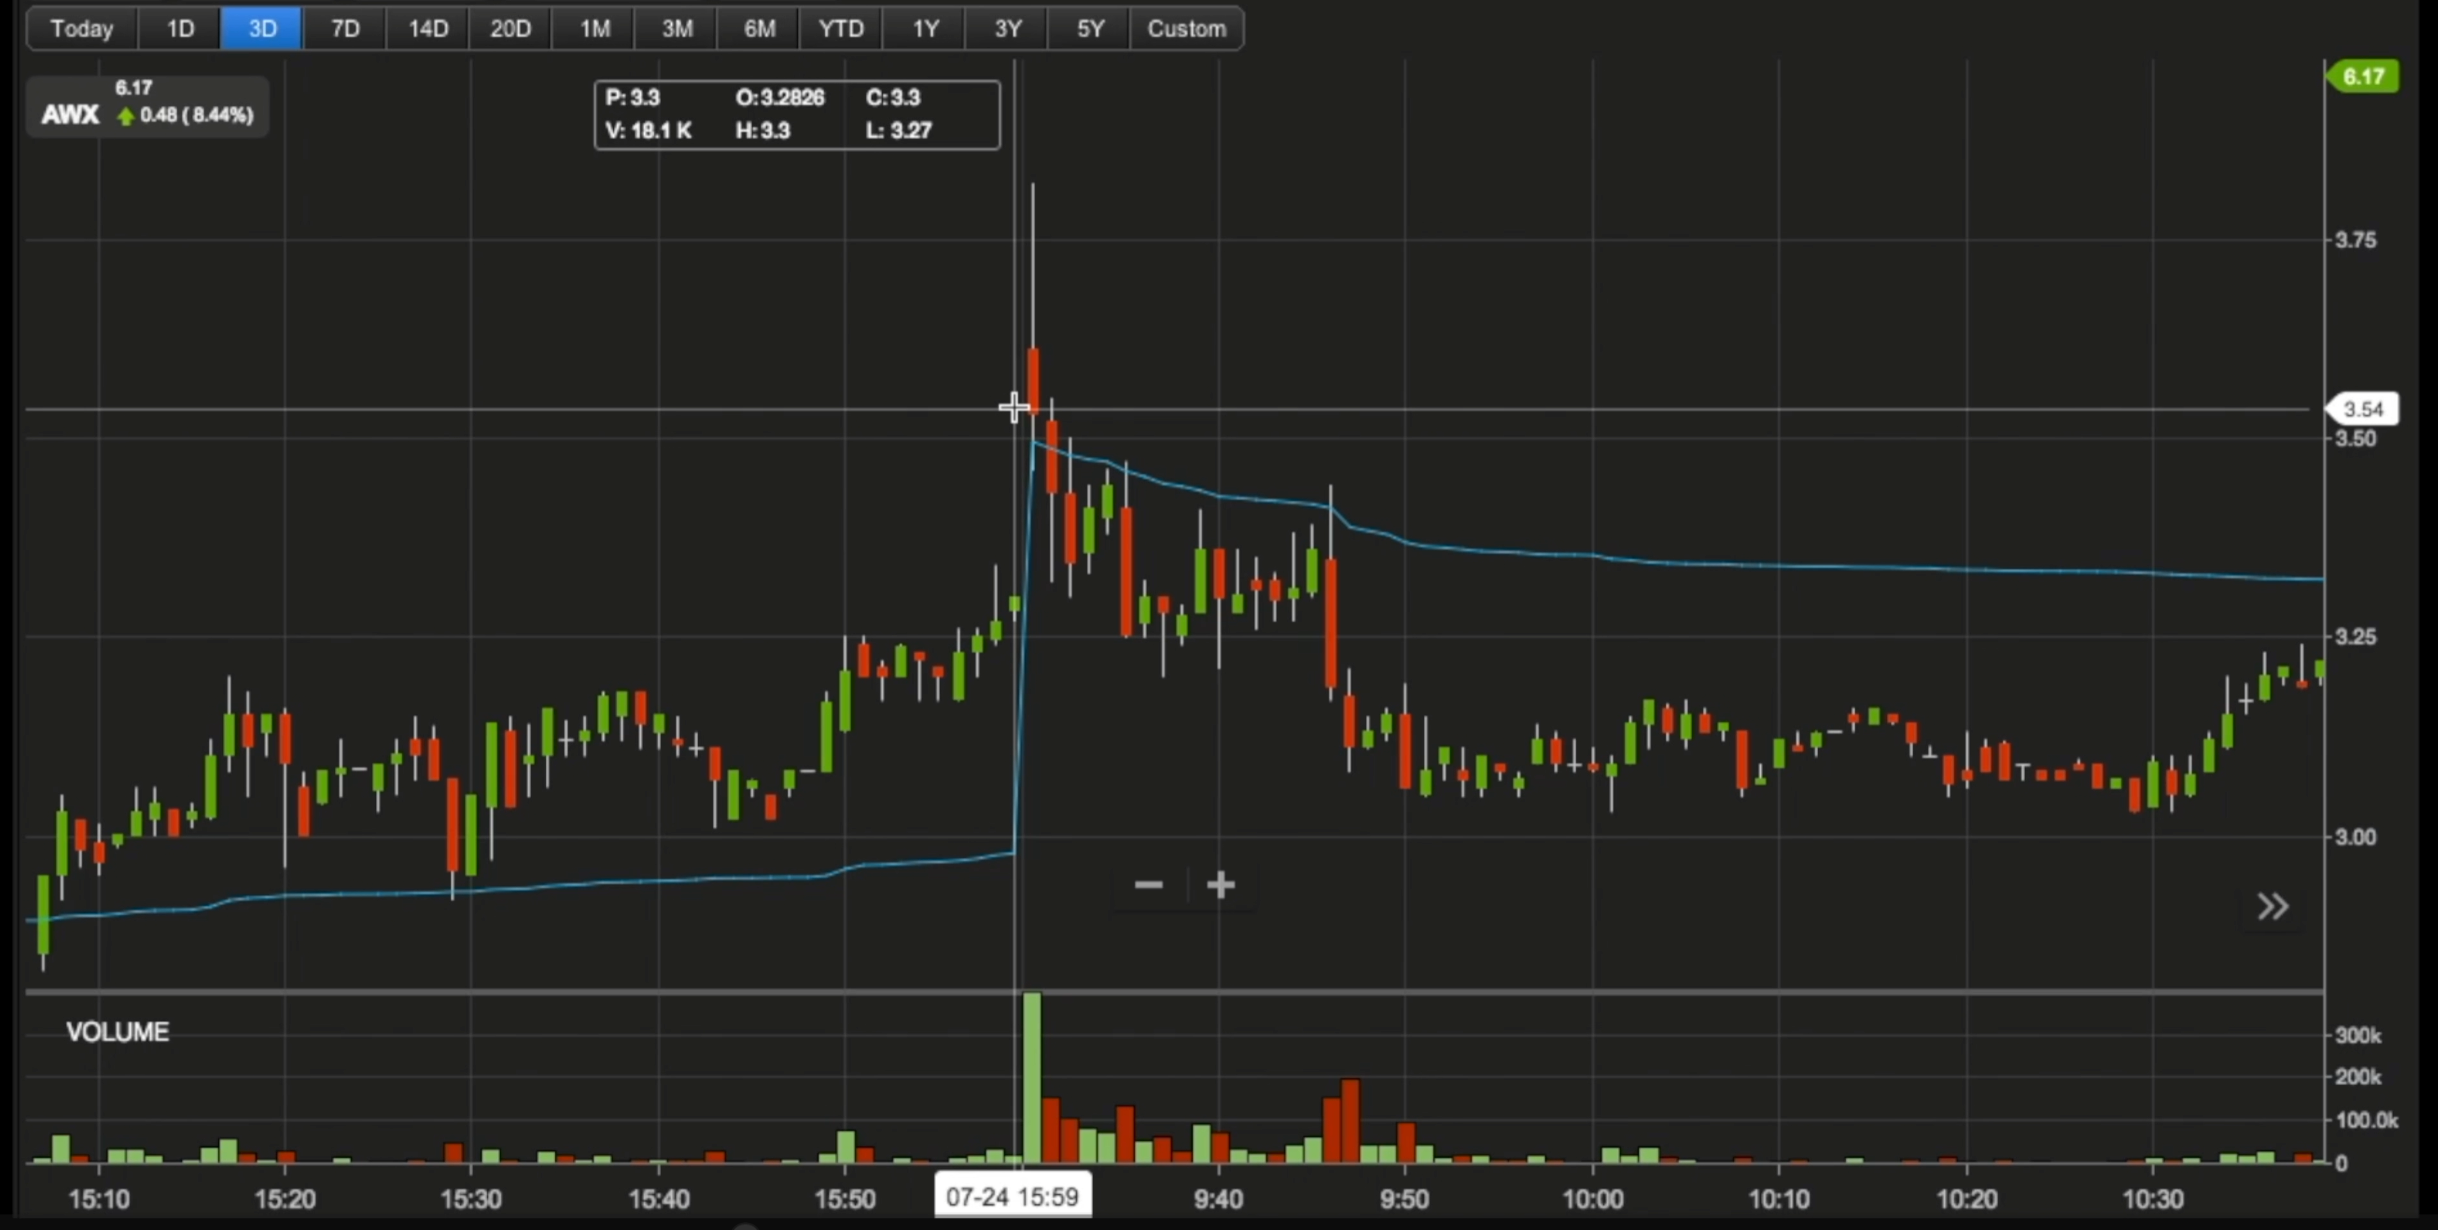 Today 1D 3D 7D 14D 20D 1M 3M 6M YTD 1Y 3Y 5Y Custom
6.17
AWX 0.48 ( 8.44%)
P: 3.3 O:3.2826 C:3.3
V: 18.1 K H:3.3 L: 3.27
6.17
3.75
3.54
3.50
3.25
3.00
VOLUME
300k
200k
100.0k
0
15:10 15:20 15:30 15:40 15:50 07-24 15:59 9:40 9:50 10:00 10:10 10:20 10:30